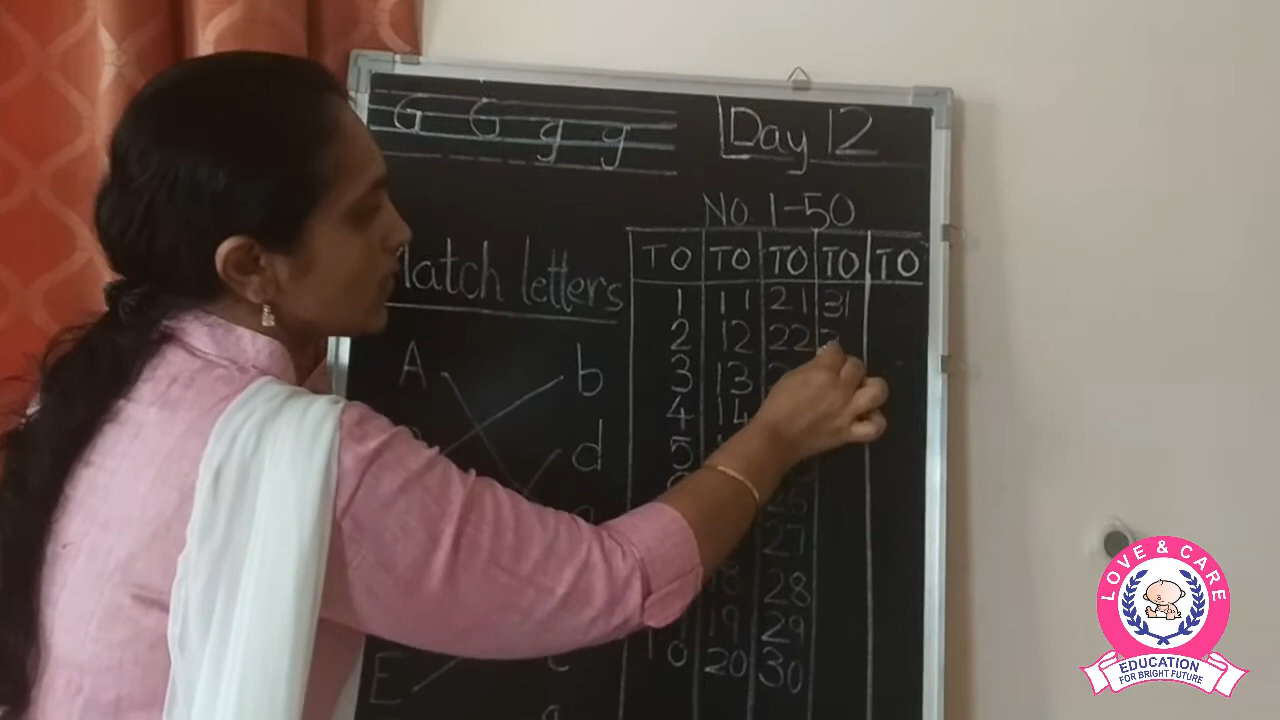 G G g g
Day 12
No. 1-50
Match letters
A b
d
E
TO TO TO TO TO
1 11 21 31
2 12 22
3 13
4 14
5
28
19 29
10 20 30
LOVE & CARE
EDUCATION
FOR BRIGHT FUTURE